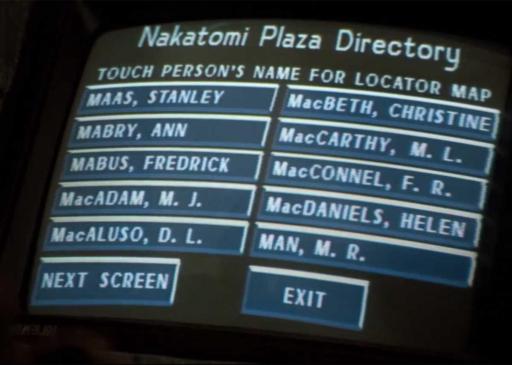 Nakatomi Plaza Directory
TOUCH PERSON'S NAME FOR LOCATOR MAP
MAAS, STANLEY
MABRY, ANN
MABUS, FREDRICK
MacADAM, M. J.
MacALUSO, D. L.
MacBETH, CHRISTINE
MacCARTHY, M. L.
MacCONNEL, F. R.
MacDANIELS, HELEN
MAN, M. R.
NEXT SCREEN
EXIT